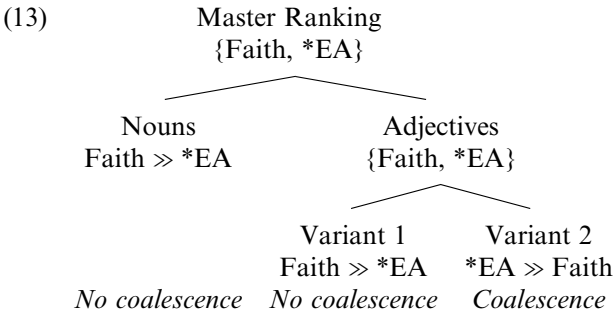 (13) Master Ranking
{Faith, *EA}
Nouns Adjectives
Faith ≫ *EA {Faith, *EA}
Variant 1 Variant 2
Faith ≫ *EA *EA ≫ Faith
No coalescence No coalescence Coalescence